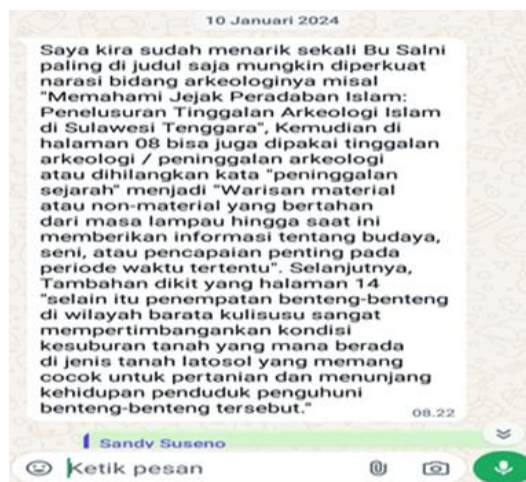 10 Januari 2024
Saya kira sudah menarik sekali Bu Salni
paling di judul saja mungkin diperkuat
narasi bidang arkeologinya misal
"Memahami Jejak Peradaban Islam:
Penelusuran Tinggalan Arkeologi Islam
di Sulawesi Tenggara", Kemudian di
halaman 08 bisa juga dipakai tinggalan
arkeologi / peninggalan arkeologi
atau dihilangkan kata "peninggalan
sejarah" menjadi "Warisan material
atau non-material yang bertahan
dari masa lampau hingga saat ini
memberikan informasi tentang budaya,
seni, atau pencapaian penting pada
periode waktu tertentu". Selanjutnya,
Tambahan dikit yang halaman 14
"selain itu penempatan benteng-benteng
di wilayah barata kulisusu sangat
mempertimbangankan kondisi
kesuburan tanah yang mana berada
di jenis tanah latosol yang memang
cocok untuk pertanian dan menunjang
kehidupan penduduk penguhuni
benteng-benteng tersebut."
08.22
Sandy Suseno
Ketik pesan